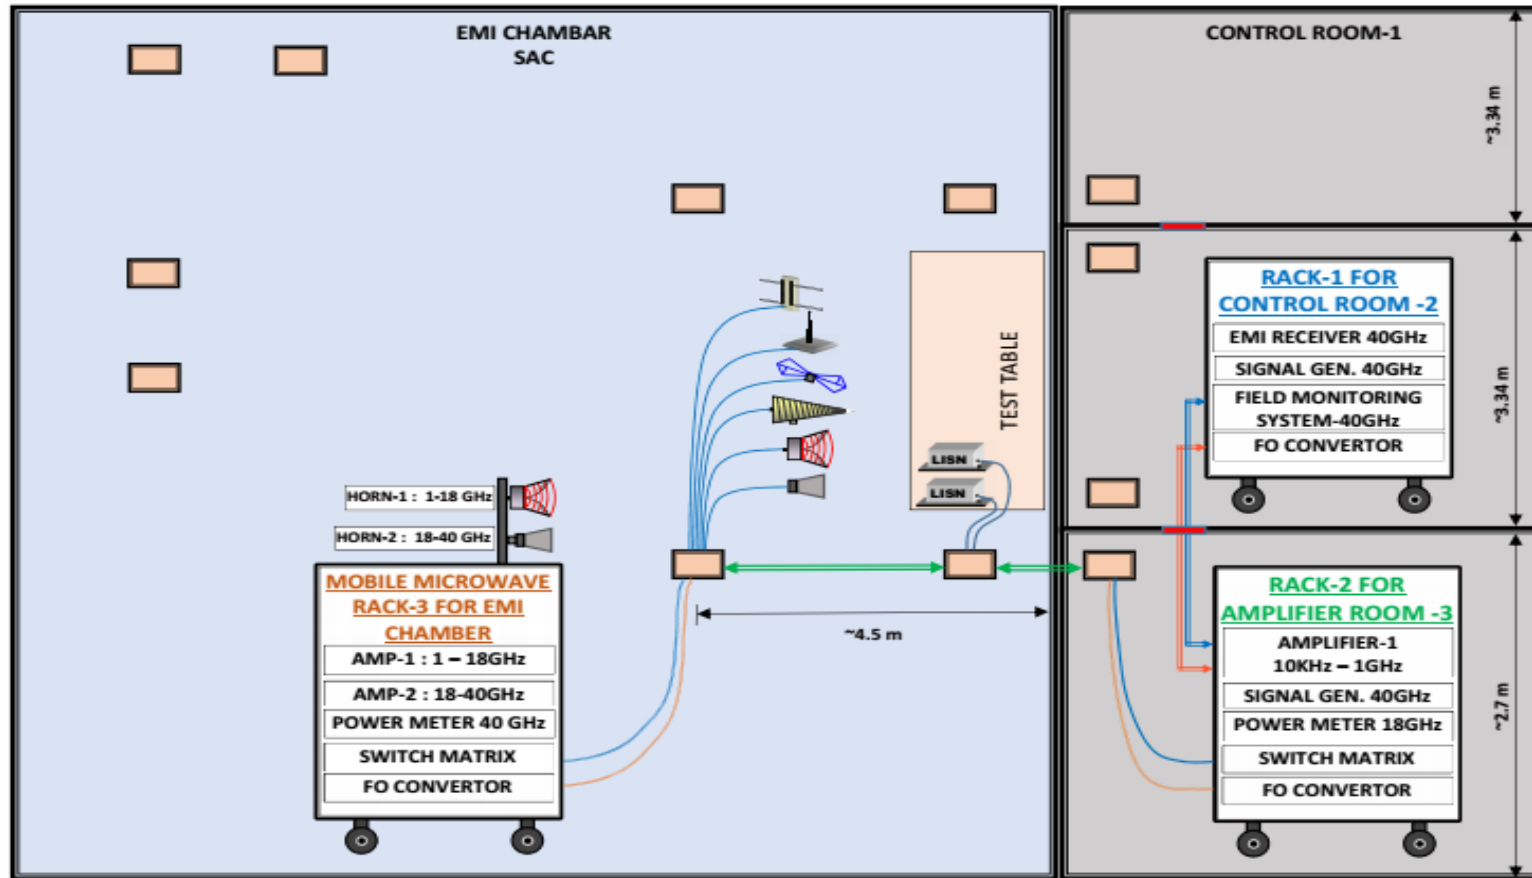 EMI CHAMBAR
SAC
CONTROL ROOM-1
~3.34 m
RACK-1 FOR
CONTROL ROOM -2
EMI RECEIVER 40GHz
SIGNAL GEN. 40GHz
FIELD MONITORING
SYSTEM-40GHz
FO CONVERTOR
~3.34 m
TEST TABLE
LISN
LISN
HORN-1 : 1-18 GHz
HORN-2 : 18-40 GHz
MOBILE MICROWAVE
RACK-3 FOR EMI
CHAMBER
AMP-1 : 1 – 18GHz
AMP-2 : 18-40GHz
POWER METER 40 GHz
SWITCH MATRIX
FO CONVERTOR
~4.5 m
RACK-2 FOR
AMPLIFIER ROOM -3
AMPLIFIER-1
10KHz – 1GHz
SIGNAL GEN. 40GHz
POWER METER 18GHz
SWITCH MATRIX
FO CONVERTOR
~2.7 m